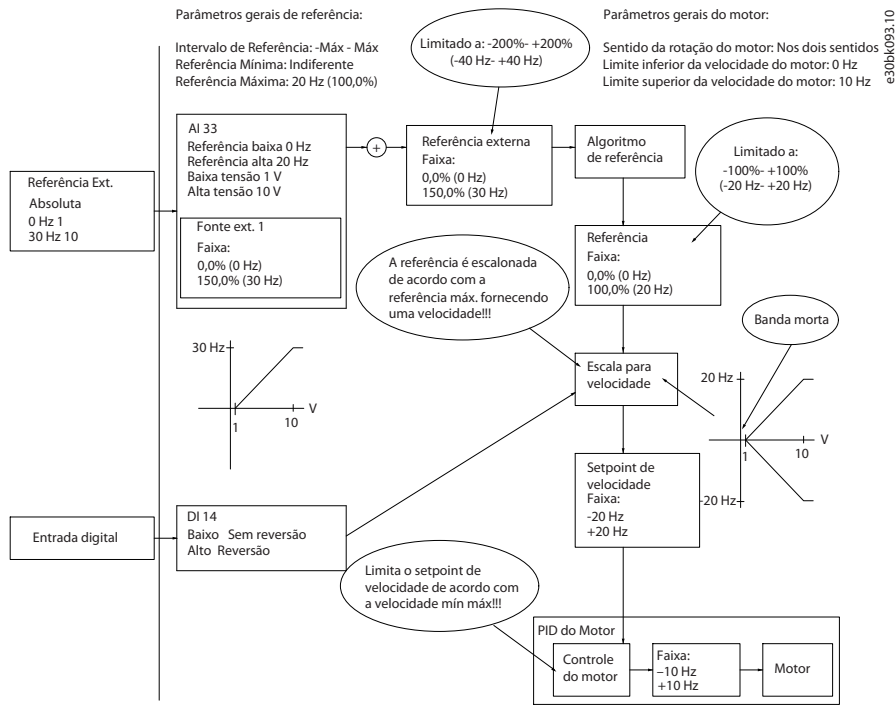 Parâmetros gerais de referência:
Intervalo de Referência: -Máx - Máx
Referência Mínima: Indiferente
Referência Máxima: 20 Hz (100,0%)
Limitado a: -200%- +200%
(-40 Hz- +40 Hz)
Parâmetros gerais do motor:
Sentido da rotação do motor: Nos dois sentidos
Limite inferior da velocidade do motor: 0 Hz
Limite superior da velocidade do motor: 10 Hz
e30bk093.10
Referência Ext.
Absoluta
0 Hz 1
30 Hz 10
AI 33
Referência baixa 0 Hz
Referência alta 20 Hz
Baixa tensão 1 V
Alta tensão 10 V
Fonte ext. 1
Faixa:
0,0% (0 Hz)
150,0% (30 Hz)
+
Referência externa
Faixa:
0,0% (0 Hz)
150,0% (30 Hz)
Algoritmo
de referência
Limitado a:
-100%- +100%
(-20 Hz- +20 Hz)
Referência
Faixa:
0,0% (0 Hz)
100,0% (20 Hz)
A referência é escalonada
de acordo com a
referência máx. fornecendo
uma velocidade!!!
Banda morta
30 Hz
1
10
V
Escala para
velocidade
20 Hz
1
10
V
-20 Hz
Setpoint de
velocidade
Faixa:
-20 Hz
+20 Hz
Entrada digital
DI 14
Baixo Sem reversão
Alto Reversão
Limita o setpoint de
velocidade de acordo com
a velocidade mín máx!!!
PID do Motor
Controle
do motor
Faixa:
–10 Hz
+10 Hz
Motor